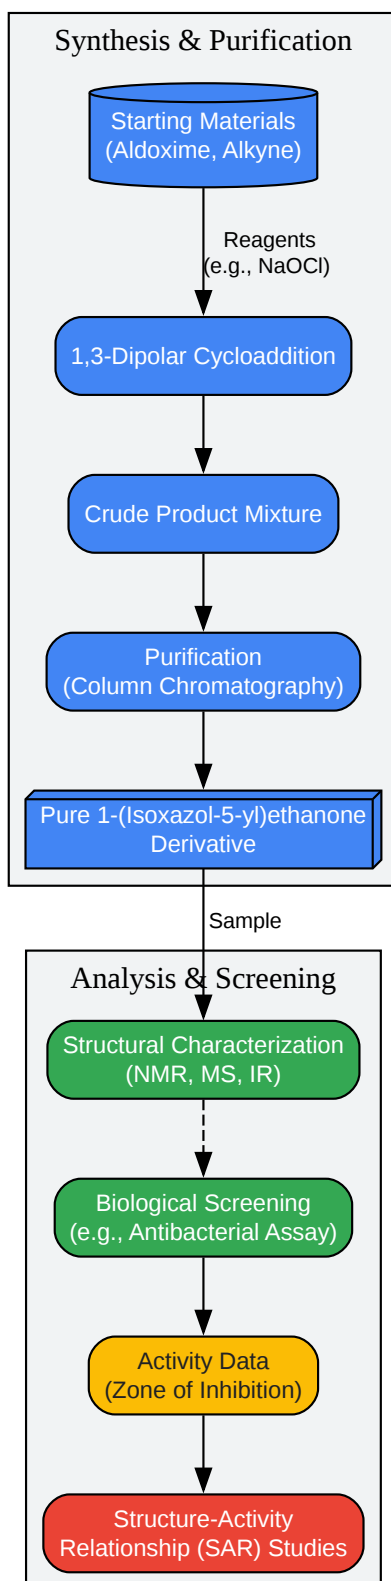 Synthesis & Purification
Starting Materials
(Aldoxime, Alkyne)
Reagents
(e.g., NaOCl)
1,3-Dipolar Cycloaddition
Crude Product Mixture
Purification
(Column Chromatography)
Pure 1-(Isoxazol-5-yl)ethanone
Derivative
Sample
Analysis & Screening
Structural Characterization
(NMR, MS, IR)
Biological Screening
(e.g., Antibacterial Assay)
Activity Data
(Zone of Inhibition)
Structure-Activity
Relationship (SAR) Studies